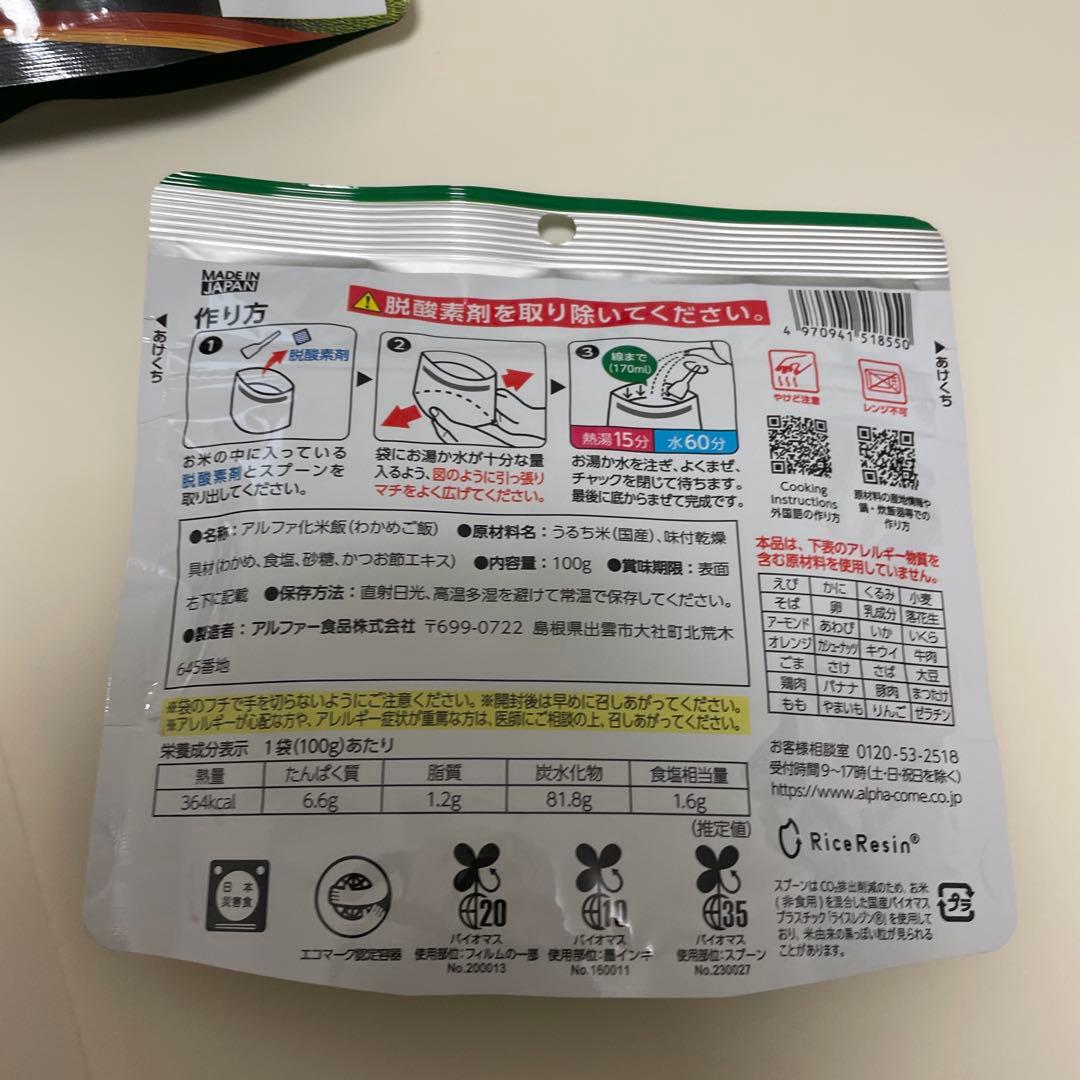 MADE IN
JAPAN
作り方
脱酸素剤を取り除いてください。
4 970941 518550
◀あけくち
▶あけくち
1
脱酸素剤
お米の中に入っている
脱酸素剤とスプーンを
取り出してください。
2
袋にお湯か水が十分な量
入るよう、図のように引っ張り
マチをよく広げてください。
3
線まで
(170ml)
熱湯15分 水60分
お湯か水を注ぎ、よくまぜ、
チャックを閉じて待ちます。
最後に底からまぜて完成です。
やけど注意
レンジ不可
Cooking
Instructions
外国語の作り方
原材料の産地情報や
鍋・炊飯器等での
作り方
●名称：アルファ化米飯(わかめご飯) ●原材料名：うるち米(国産)、味付乾燥
具材(わかめ、食塩、砂糖、かつお節エキス) ●内容量：100g ●賞味期限：表面
右下に記載 ●保存方法：直射日光、高温多湿を避けて常温で保存してください。
●製造者：アルファー食品株式会社 〒699-0722 島根県出雲市大社町北荒木
645番地
本品は、下表のアレルギー物質を
含む原材料を使用していません。
えび かに くるみ 小麦
そば 卵 乳成分 落花生
アーモンド あわび いか いくら
オレンジ カシューナッツ キウイ 牛肉
ごま さけ さば 大豆
鶏肉 バナナ 豚肉 まつたけ
もも やまいも りんご ゼラチン
※袋のフチで手を切らないようにご注意ください。※開封後は早めに召しあがってください。
※アレルギーが心配な方や、アレルギー症状が重篤な方は、医師にご相談の上、召しあがってください。
栄養成分表示 1袋(100g)あたり
熱量 たんぱく質 脂質 炭水化物 食塩相当量
364kcal 6.6g 1.2g 81.8g 1.6g
(推定値)
お客様相談室 0120-53-2518
受付時間9〜17時(土・日・祝日を除く)
https://www.alpha-come.co.jp
RiceResin®
スプーンはCO₂排出削減のため、お米
(非食用)を混合した国産バイオマス
プラスチック「ライスレジン®」を使用して
おり、米由来の黒っぽい粒が見られる
ことがあります。
プラ
日本
災害食
エコマーク認定容器
20
バイオマス
使用部位：フィルムの一部
No.200013
10
バイオマス
使用部位：墨インキ
No.160011
35
バイオマス
使用部位：スプーン
No.230027